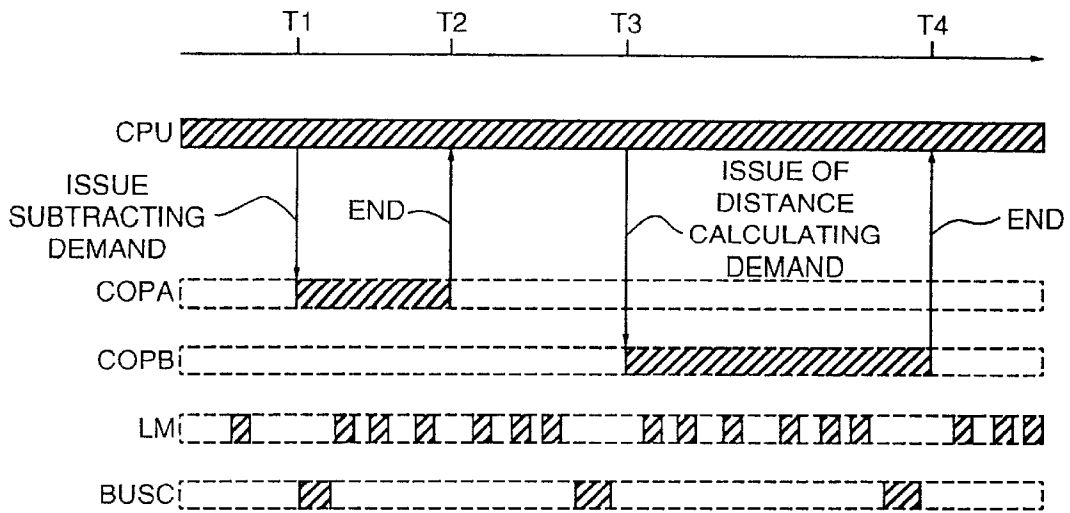 T1 T2 T3 T4
CPU
ISSUE
SUBTRACTING
DEMAND
END
ISSUE OF
DISTANCE
CALCULATING
DEMAND
END
COPA
COPB
LM
BUSC